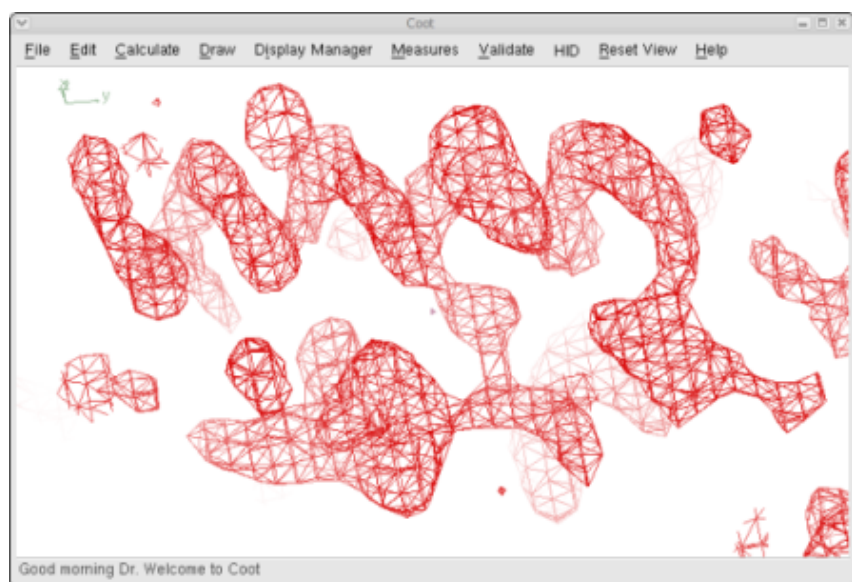 Coot
File Edit Calculate Draw Display Manager Measures Validate HID Reset View Help
y
Good morning Dr. Welcome to Coot